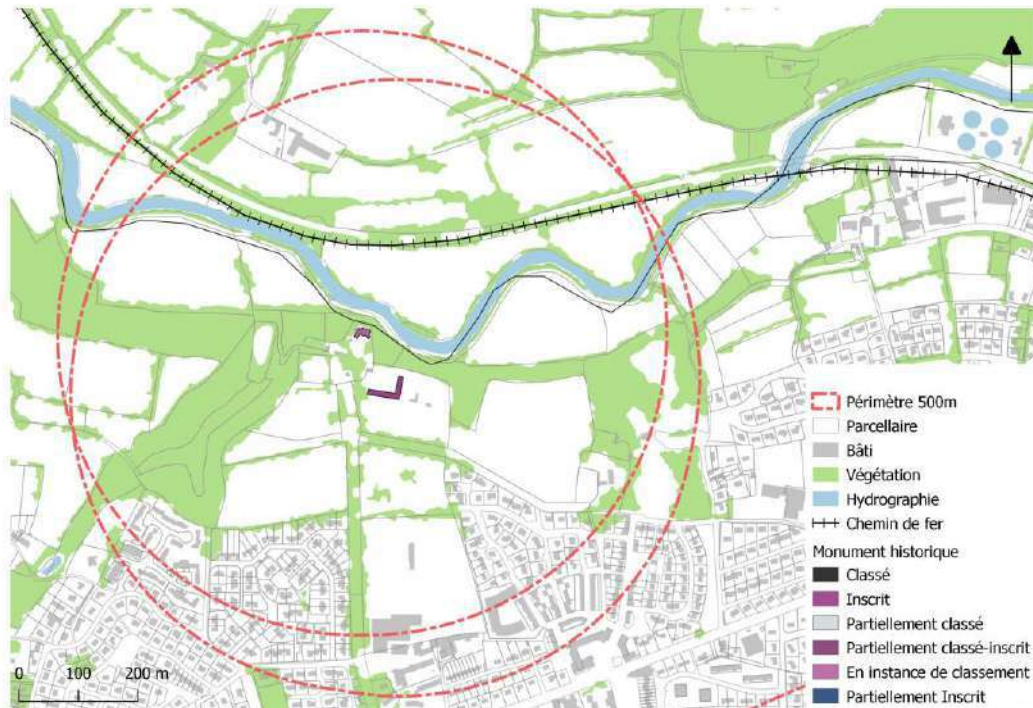 Périmètre 500m
Parcellaire
Bâti
Végétation
Hydrographie
Chemin de fer
Monument historique
Classé
Inscrit
Partiellement classé
Partiellement classé-inscrit
En instance de classement
Partiellement Inscrit
0 100 200 m